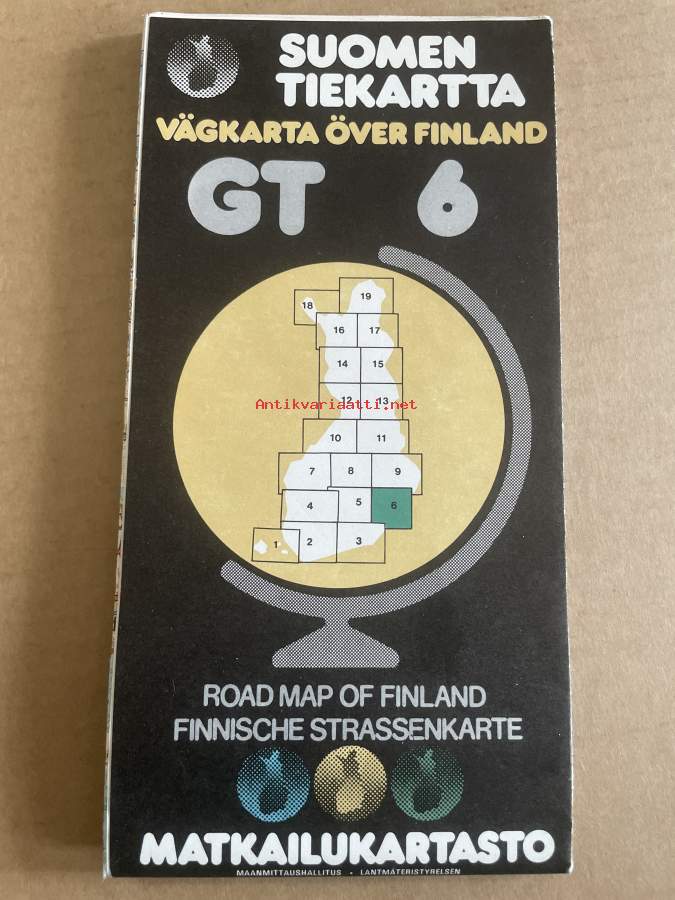 SUOMEN
TIEKARTTA
VÄGKARTA ÖVER FINLAND
GT 6
19
18
16 17
14 15
12 13
Antikvariaatti.net
10 11
7 8 9
4 5 6
1 2 3
ROAD MAP OF FINLAND
FINNISCHE STRASSENKARTE
MATKAILUKARTASTO
MAANMITTAUSHALLITUS • LANTMÄTERISTYRELSEN